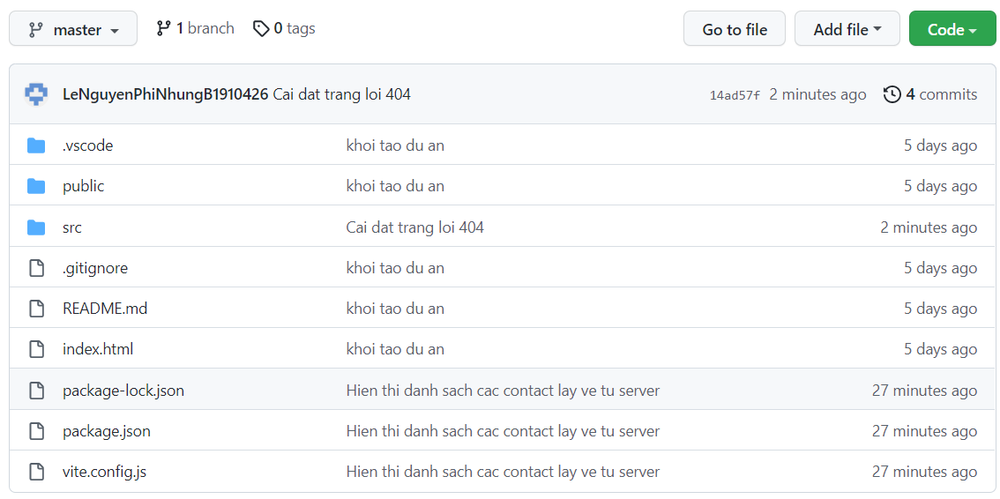 master 1 branch 0 tags Go to file Add file Code
LeNguyenPhiNhungB1910426 Cai dat trang loi 404 14ad57f 2 minutes ago 4 commits
.vscode khoi tao du an 5 days ago
public khoi tao du an 5 days ago
src Cai dat trang loi 404 2 minutes ago
.gitignore khoi tao du an 5 days ago
README.md khoi tao du an 5 days ago
index.html khoi tao du an 5 days ago
package-lock.json Hien thi danh sach cac contact lay ve tu server 27 minutes ago
package.json Hien thi danh sach cac contact lay ve tu server 27 minutes ago
vite.config.js Hien thi danh sach cac contact lay ve tu server 27 minutes ago